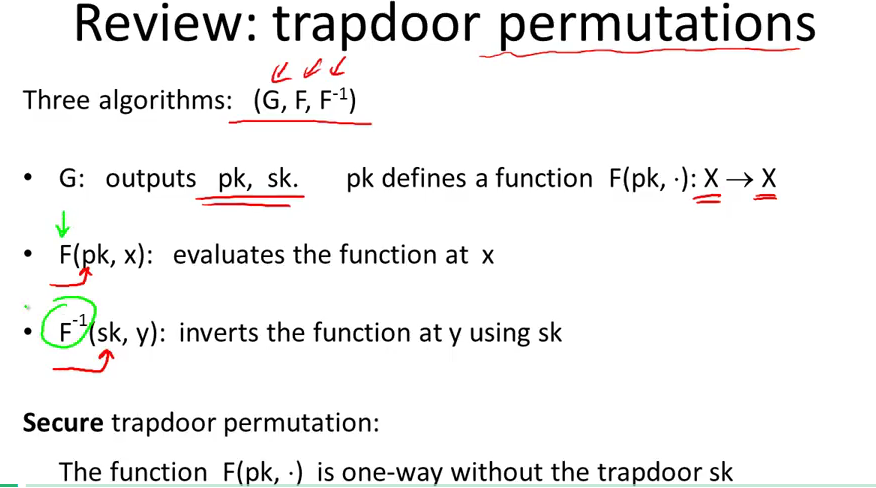 Review: trapdoor permutations
Three algorithms: (G, F, F⁻¹)
• G: outputs pk, sk. pk defines a function F(pk, ·): X → X
• F(pk, x): evaluates the function at x
• F⁻¹(sk, y): inverts the function at y using sk
Secure trapdoor permutation:
The function F(pk, ·) is one-way without the trapdoor sk